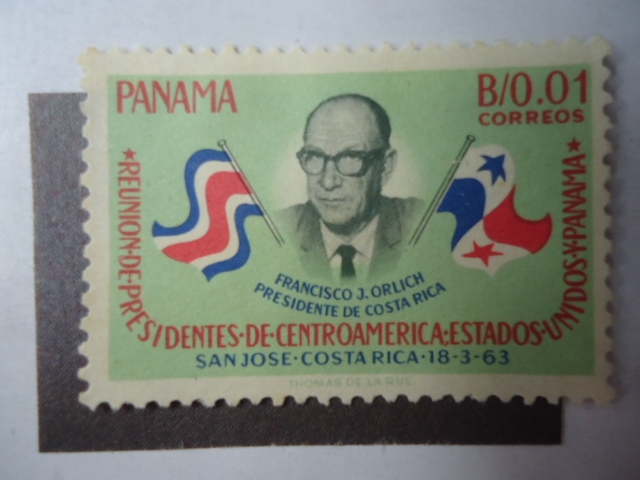 PANAMA
B/0.01
CORREOS
★REUNION·DE·PRESIDENTES·DE·CENTROAMERICA;ESTADOS·UNIDOS·Y·PANAMA★
FRANCISCO J. ORLICH
PRESIDENTE DE COSTA RICA
SAN JOSE·COSTA RICA·18-3-63
THOMAS DE LA RUE